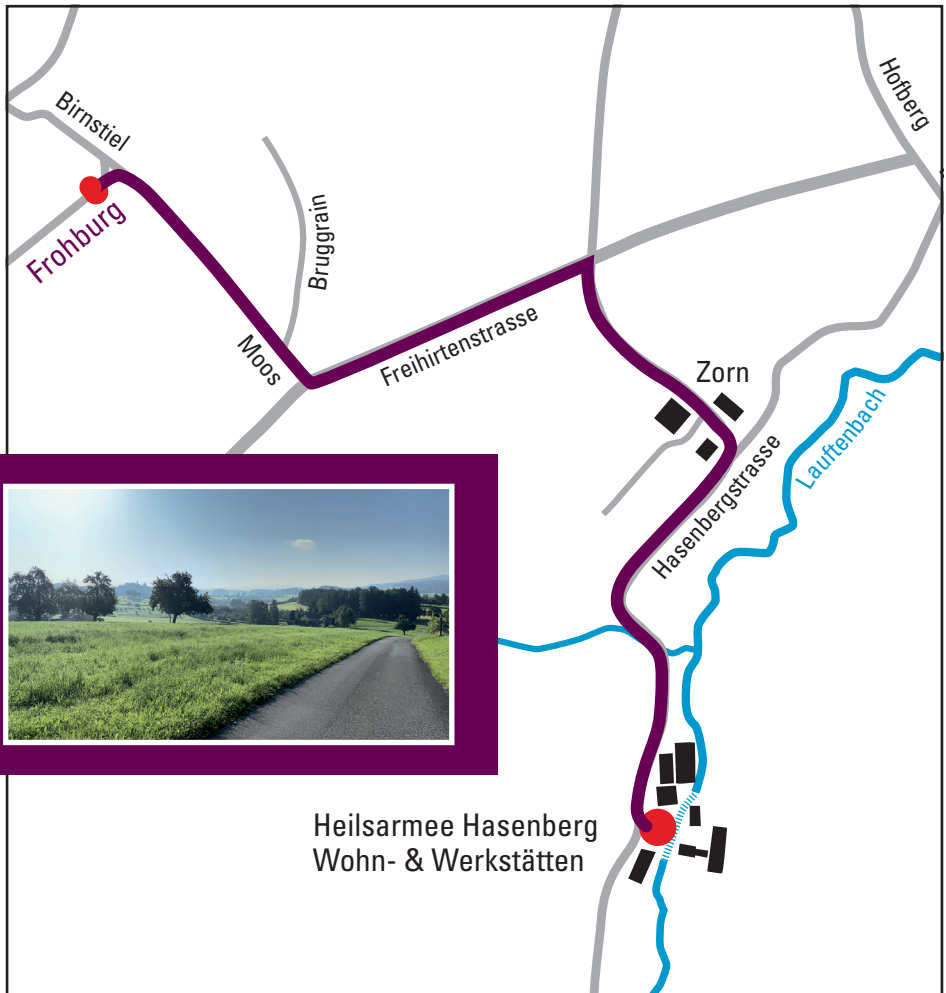 Birnstiel
Hofberg
Frohburg
Bruggrain
Moos
Freihirtenstrasse
Zorn
Hasenbergstrasse
Lauftenbach
Heilsarmee Hasenberg
Wohn- & Werkstätten